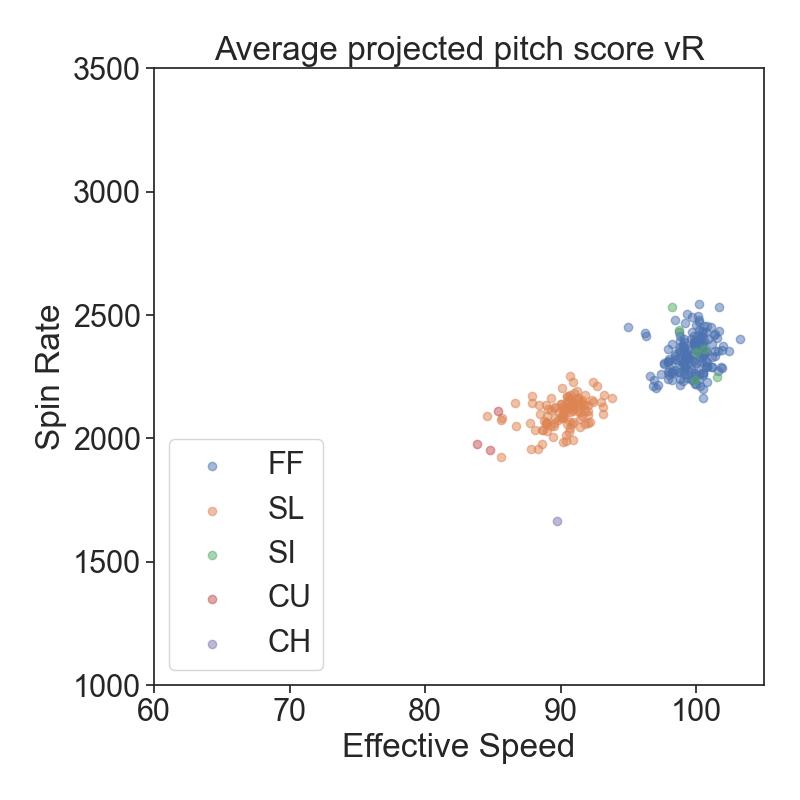 Average projected pitch score vR
Spin Rate
3500
3000
2500
2000
1500
1000
FF
SL
SI
CU
CH
60 70 80 90 100
Effective Speed